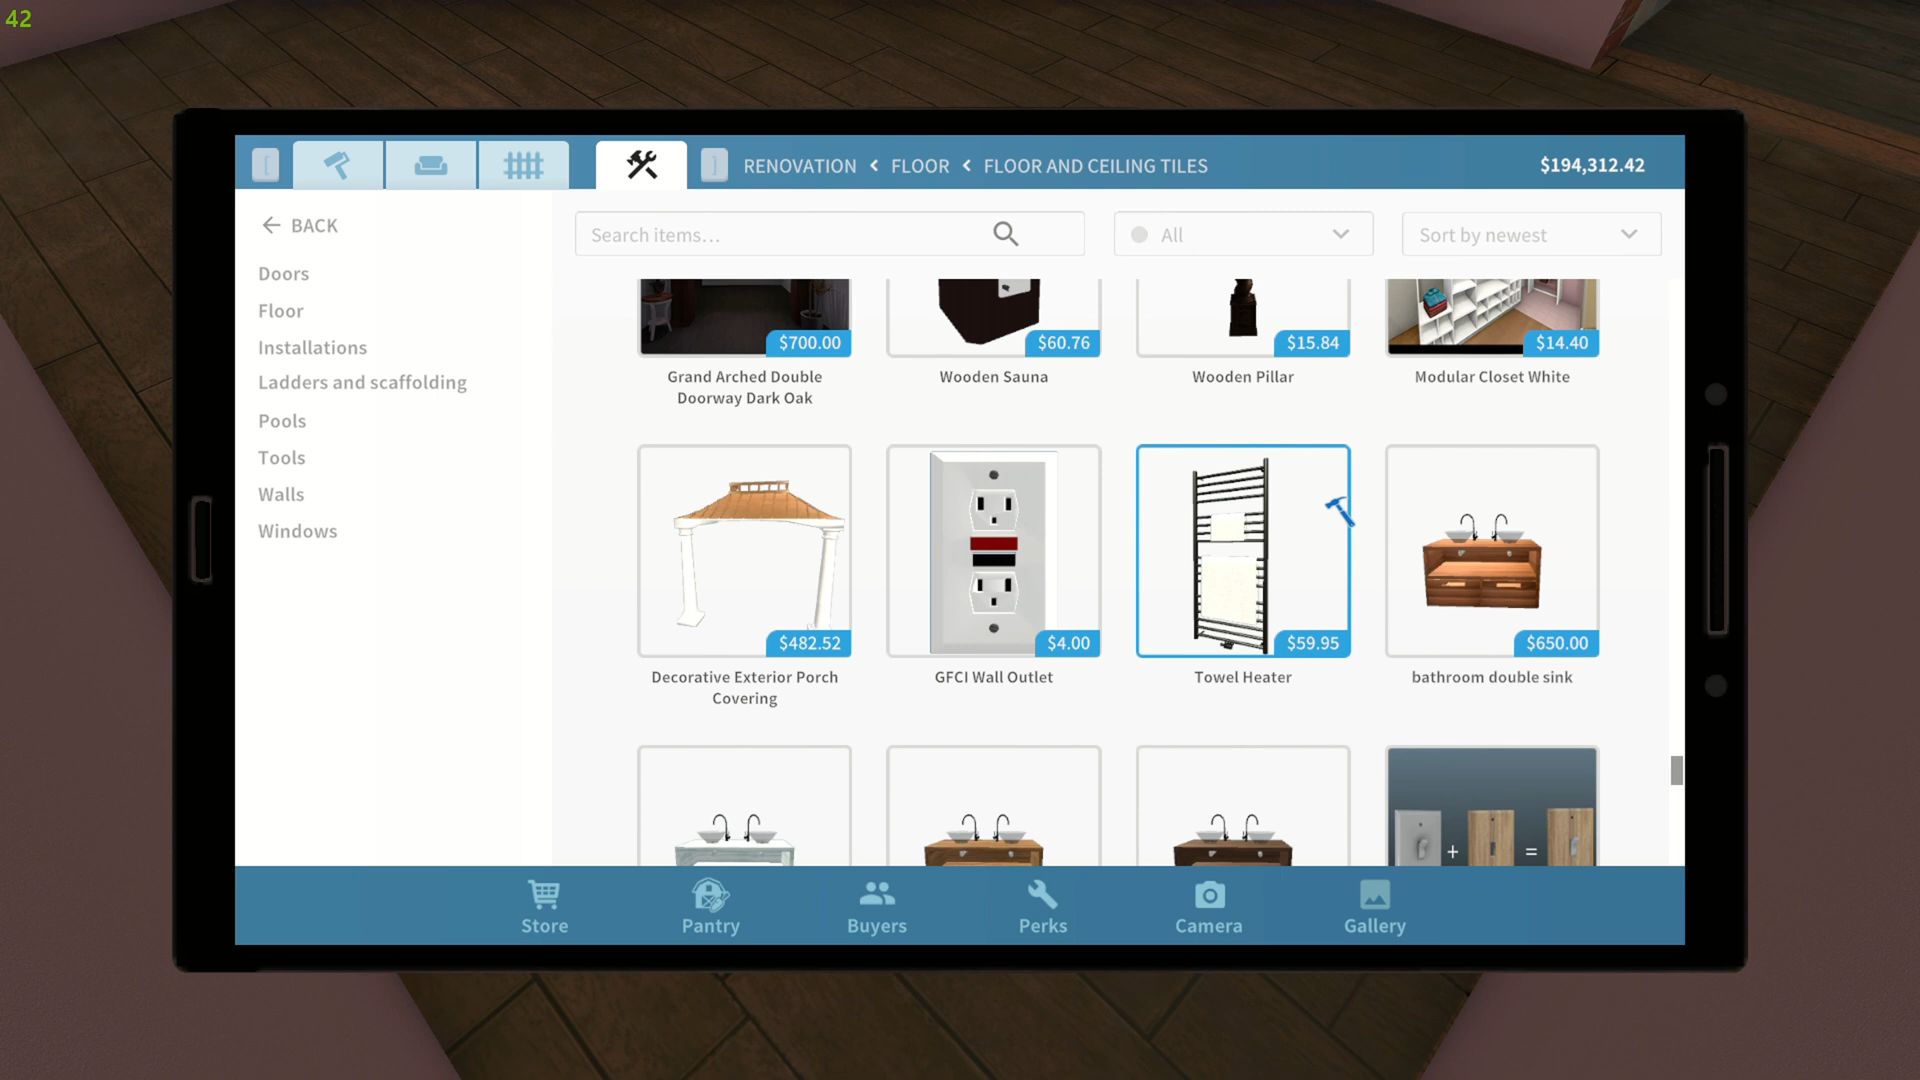 42
[
]
RENOVATION < FLOOR < FLOOR AND CEILING TILES
$194,312.42
BACK
Search items...
All
Sort by newest
Doors
Floor
Installations
Ladders and scaffolding
Pools
Tools
Walls
Windows
$700.00
$60.76
$15.84
$14.40
Grand Arched Double
Doorway Dark Oak
Wooden Sauna
Wooden Pillar
Modular Closet White
$482.52
$4.00
$59.95
$650.00
Decorative Exterior Porch
Covering
GFCI Wall Outlet
Towel Heater
bathroom double sink
+ =
Store
Pantry
Buyers
Perks
Camera
Gallery